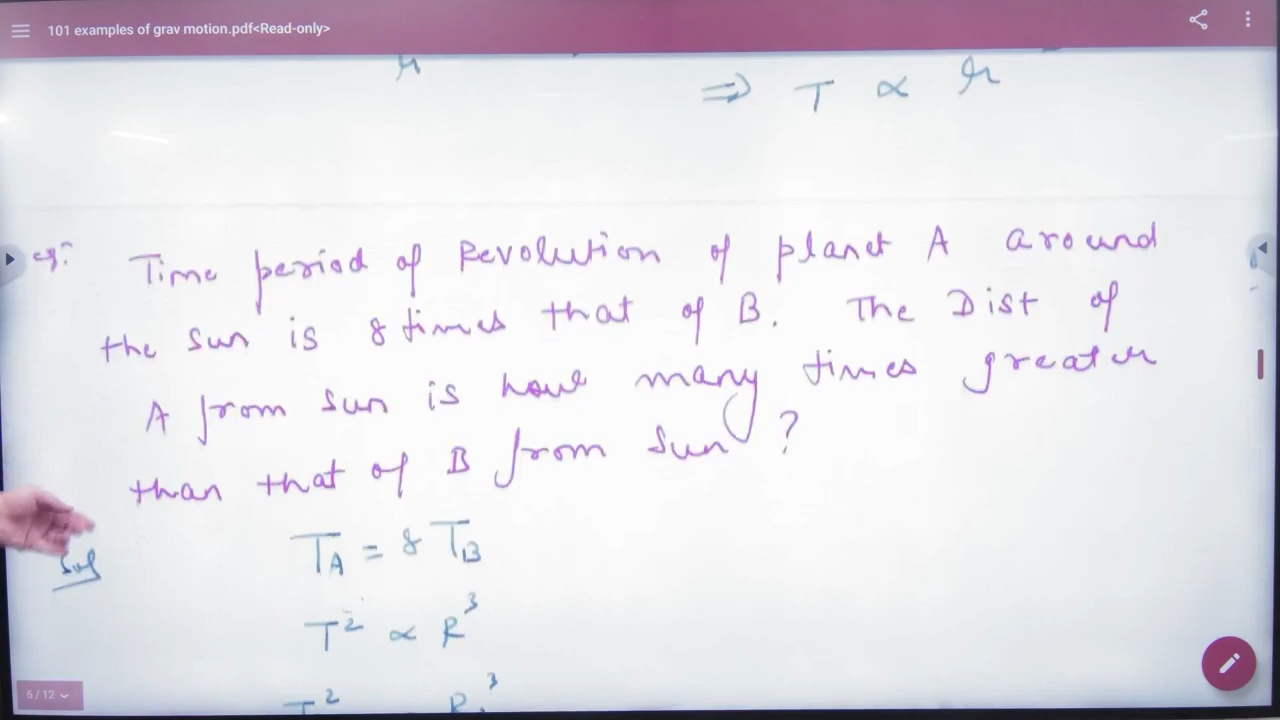 101 examples of grav motion.pdf<Read-only>
⇒ T ∝ r
eg: Time period of Revolution of planet A around
the sun is 8 times that of B. The Dist of
A from sun is how many times greater
than that of B from sun ?
Sol T_A = 8 T_B
T² ∝ R³
6 / 12